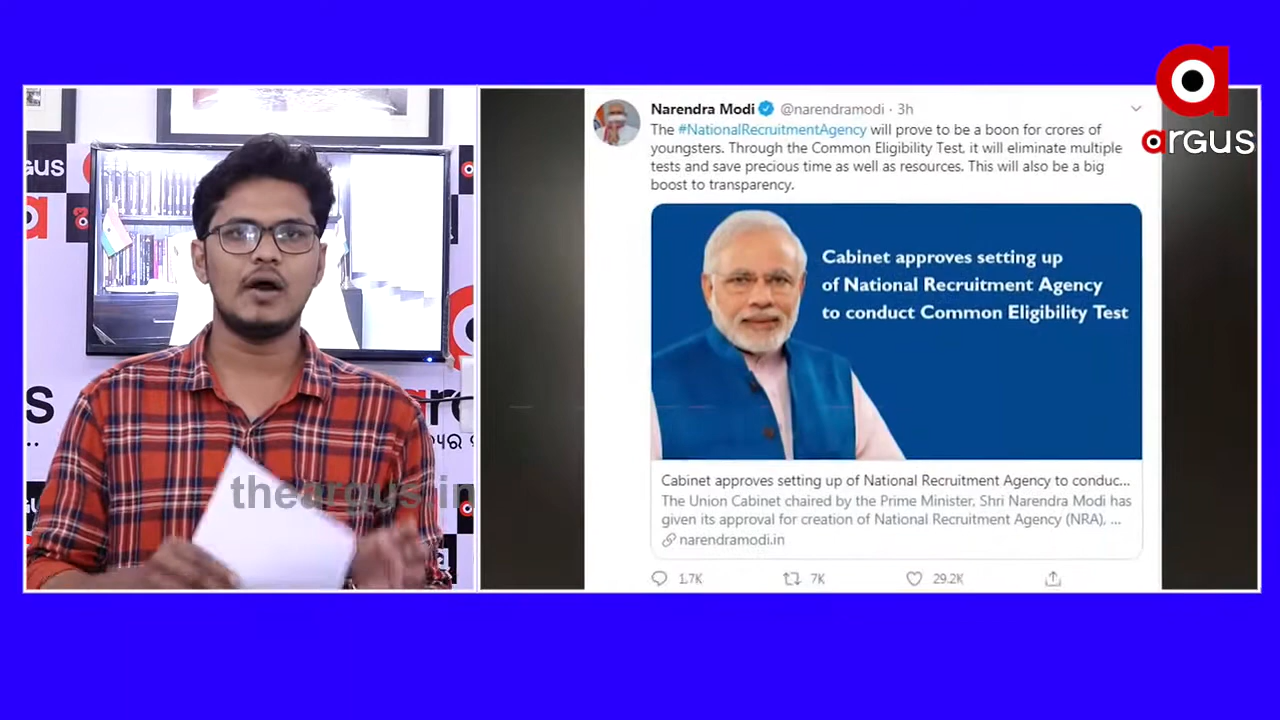 argus
Narendra Modi @narendramodi · 3h
The #NationalRecruitmentAgency will prove to be a boon for crores of
youngsters. Through the Common Eligibility Test, it will eliminate multiple
tests and save precious time as well as resources. This will also be a big
boost to transparency.
Cabinet approves setting up
of National Recruitment Agency
to conduct Common Eligibility Test
Cabinet approves setting up of National Recruitment Agency to conduc...
The Union Cabinet chaired by the Prime Minister, Shri Narendra Modi has
given its approval for creation of National Recruitment Agency (NRA), ...
narendramodi.in
1.7K 7K 29.2K
theargus.in